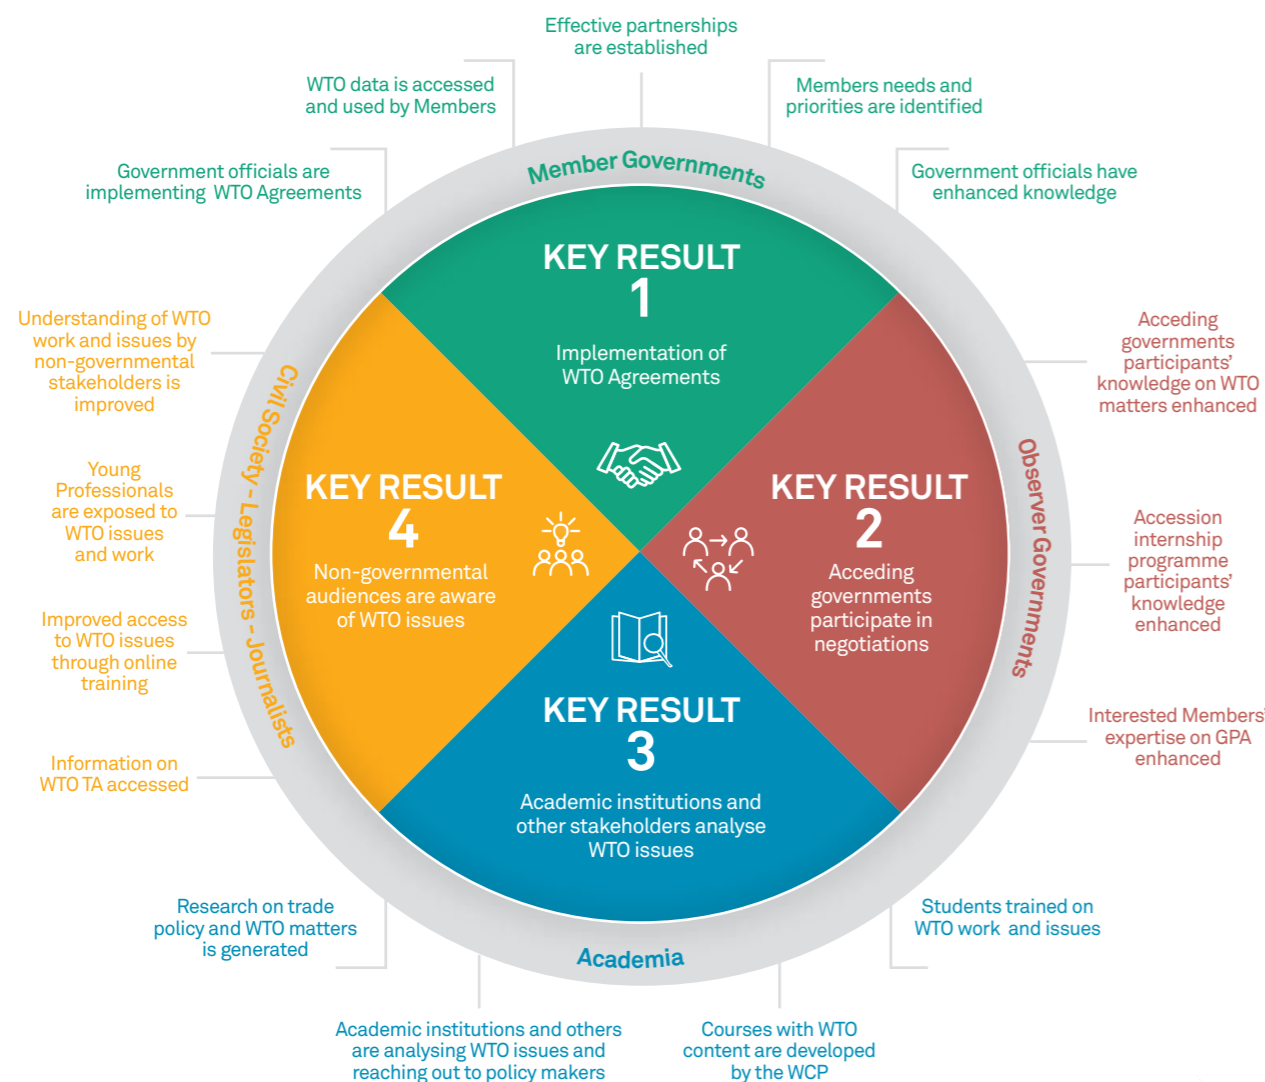 Effective partnerships
are established
WTO data is accessed
and used by Members
Members needs and
priorities are identified
Government officials are
implementing WTO Agreements
Government officials have
enhanced knowledge
Member Governments
KEY RESULT
1
Implementation of
WTO Agreements
Understanding of WTO
work and issues by
non-governmental
stakeholders is
improved
Young
Professionals
are exposed to
WTO issues
and work
Improved access
to WTO issues
through online
training
Information on
WTO TA accessed
Civil Society - Legislators - Journalists
KEY RESULT
4
Non-governmental
audiences are aware
of WTO issues
KEY RESULT
2
Acceding
governments
participate in
negotiations
Observer Governments
Acceding
governments
participants’
knowledge on WTO
matters enhanced
Accession
internship
programme
participants’
knowledge
enhanced
Interested Members’
expertise on GPA
enhanced
KEY RESULT
3
Academic institutions and
other stakeholders analyse
WTO issues
Academia
Research on trade
policy and WTO matters
is generated
Academic institutions and others
are analysing WTO issues and
reaching out to policy makers
Courses with WTO
content are developed
by the WCP
Students trained on
WTO work and issues